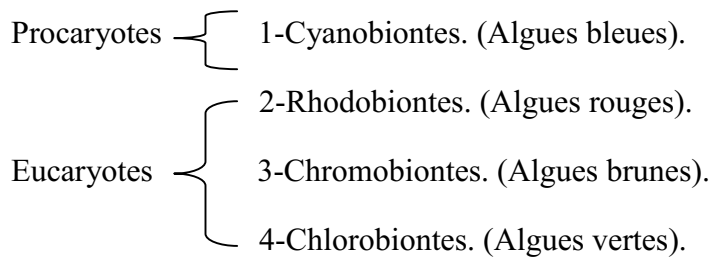 Procaryotes 1-Cyanobiontes. (Algues bleues).
2-Rhodobiontes. (Algues rouges).
Eucaryotes 3-Chromobiontes. (Algues brunes).
4-Chlorobiontes. (Algues vertes).